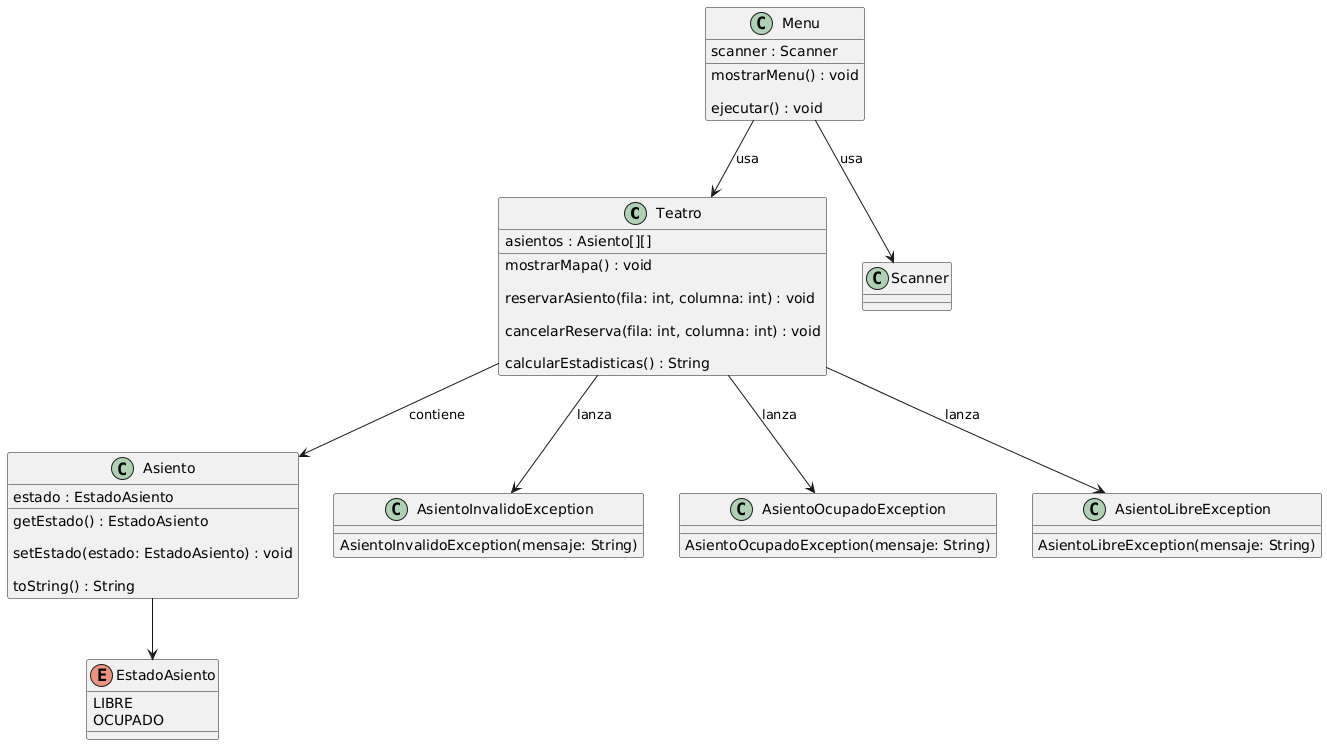 C Menu
scanner : Scanner
mostrarMenu() : void
ejecutar() : void
usa
usa
C Teatro
asientos : Asiento[][]
mostrarMapa() : void
reservarAsiento(fila: int, columna: int) : void
cancelarReserva(fila: int, columna: int) : void
calcularEstadisticas() : String
C Scanner
contiene
lanza
lanza
lanza
C Asiento
estado : EstadoAsiento
getEstado() : EstadoAsiento
setEstado(estado: EstadoAsiento) : void
toString() : String
C AsientoInvalidoException
AsientoInvalidoException(mensaje: String)
C AsientoOcupadoException
AsientoOcupadoException(mensaje: String)
C AsientoLibreException
AsientoLibreException(mensaje: String)
E EstadoAsiento
LIBRE
OCUPADO